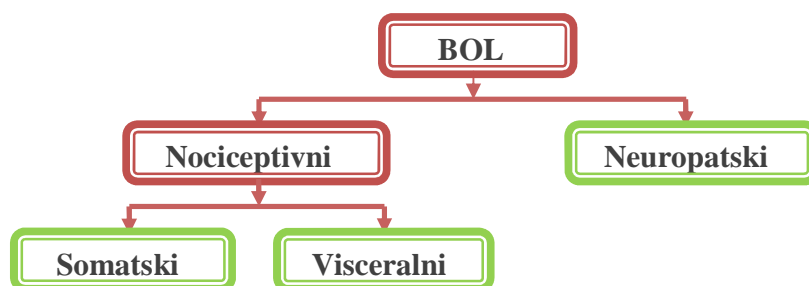 BOL
Nociceptivni
Neuropatski
Somatski
Visceralni